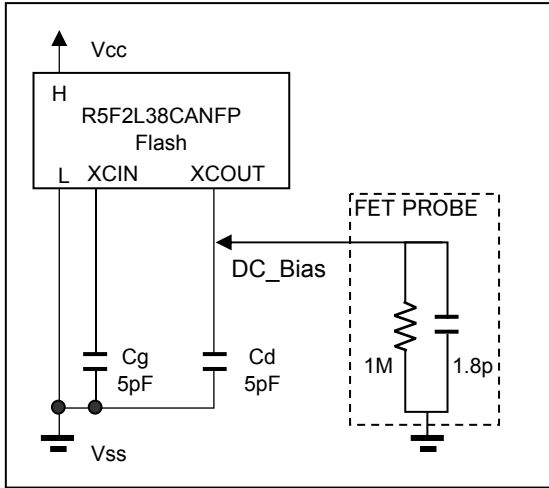 Vcc
H
R5F2L38CANFP
Flash
L XCIN XCOUT
FET PROBE
DC_Bias
Cg
5pF
Cd
5pF
1M
1.8p
Vss